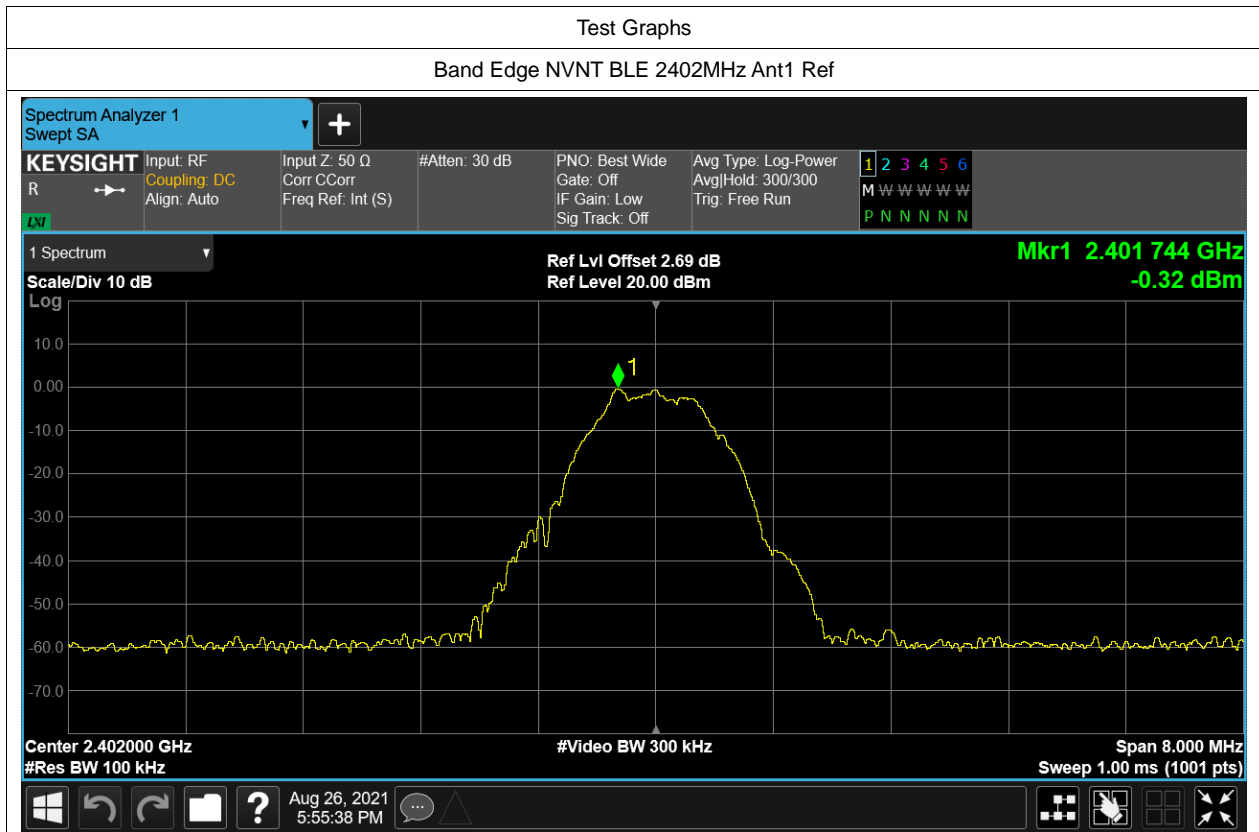 Test Graphs
Band Edge NVNT BLE 2402MHz Ant1 Ref
Spectrum Analyzer 1
Swept SA
+
KEYSIGHT
R
LXI
Input: RF
Coupling: DC
Align: Auto
Input Z: 50 Ω
Corr CCorr
Freq Ref: Int (S)
#Atten: 30 dB
PNO: Best Wide
Gate: Off
IF Gain: Low
Sig Track: Off
Avg Type: Log-Power
Avg|Hold: 300/300
Trig: Free Run
1 2 3 4 5 6
M W W W W W
P N N N N N
1 Spectrum
Scale/Div 10 dB
Ref Lvl Offset 2.69 dB
Ref Level 20.00 dBm
Mkr1 2.401 744 GHz
-0.32 dBm
Log
10.0
0.00
-10.0
-20.0
-30.0
-40.0
-50.0
-60.0
-70.0
1
Center 2.402000 GHz
#Res BW 100 kHz
#Video BW 300 kHz
Span 8.000 MHz
Sweep 1.00 ms (1001 pts)
?
Aug 26, 2021
5:55:38 PM